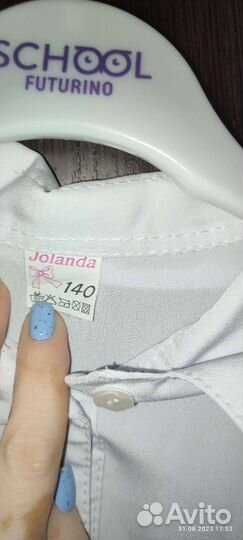 SCHOOL
FUTURINO
Jolanda
140
Avito
31.08.2023 17:53